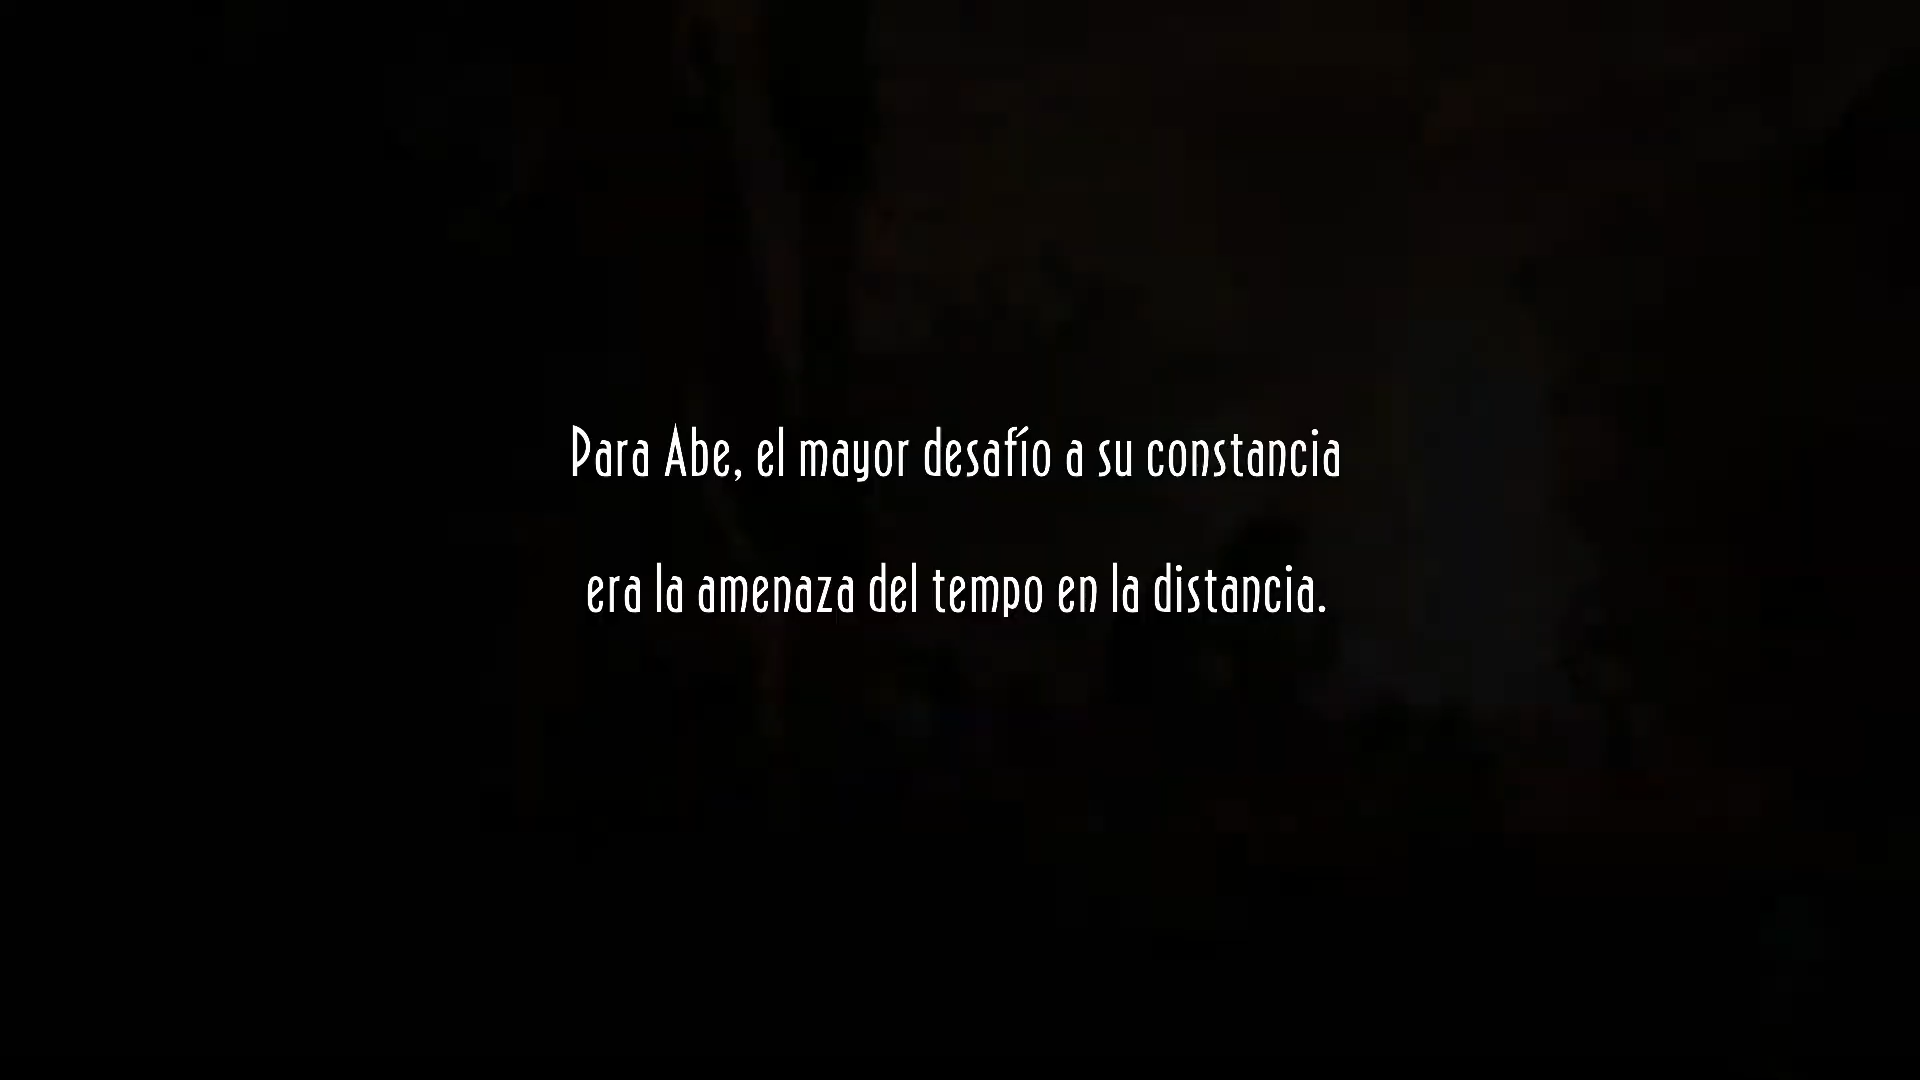 Para Abe, el mayor desafío a su constancia
era la amenaza del tempo en la distancia.